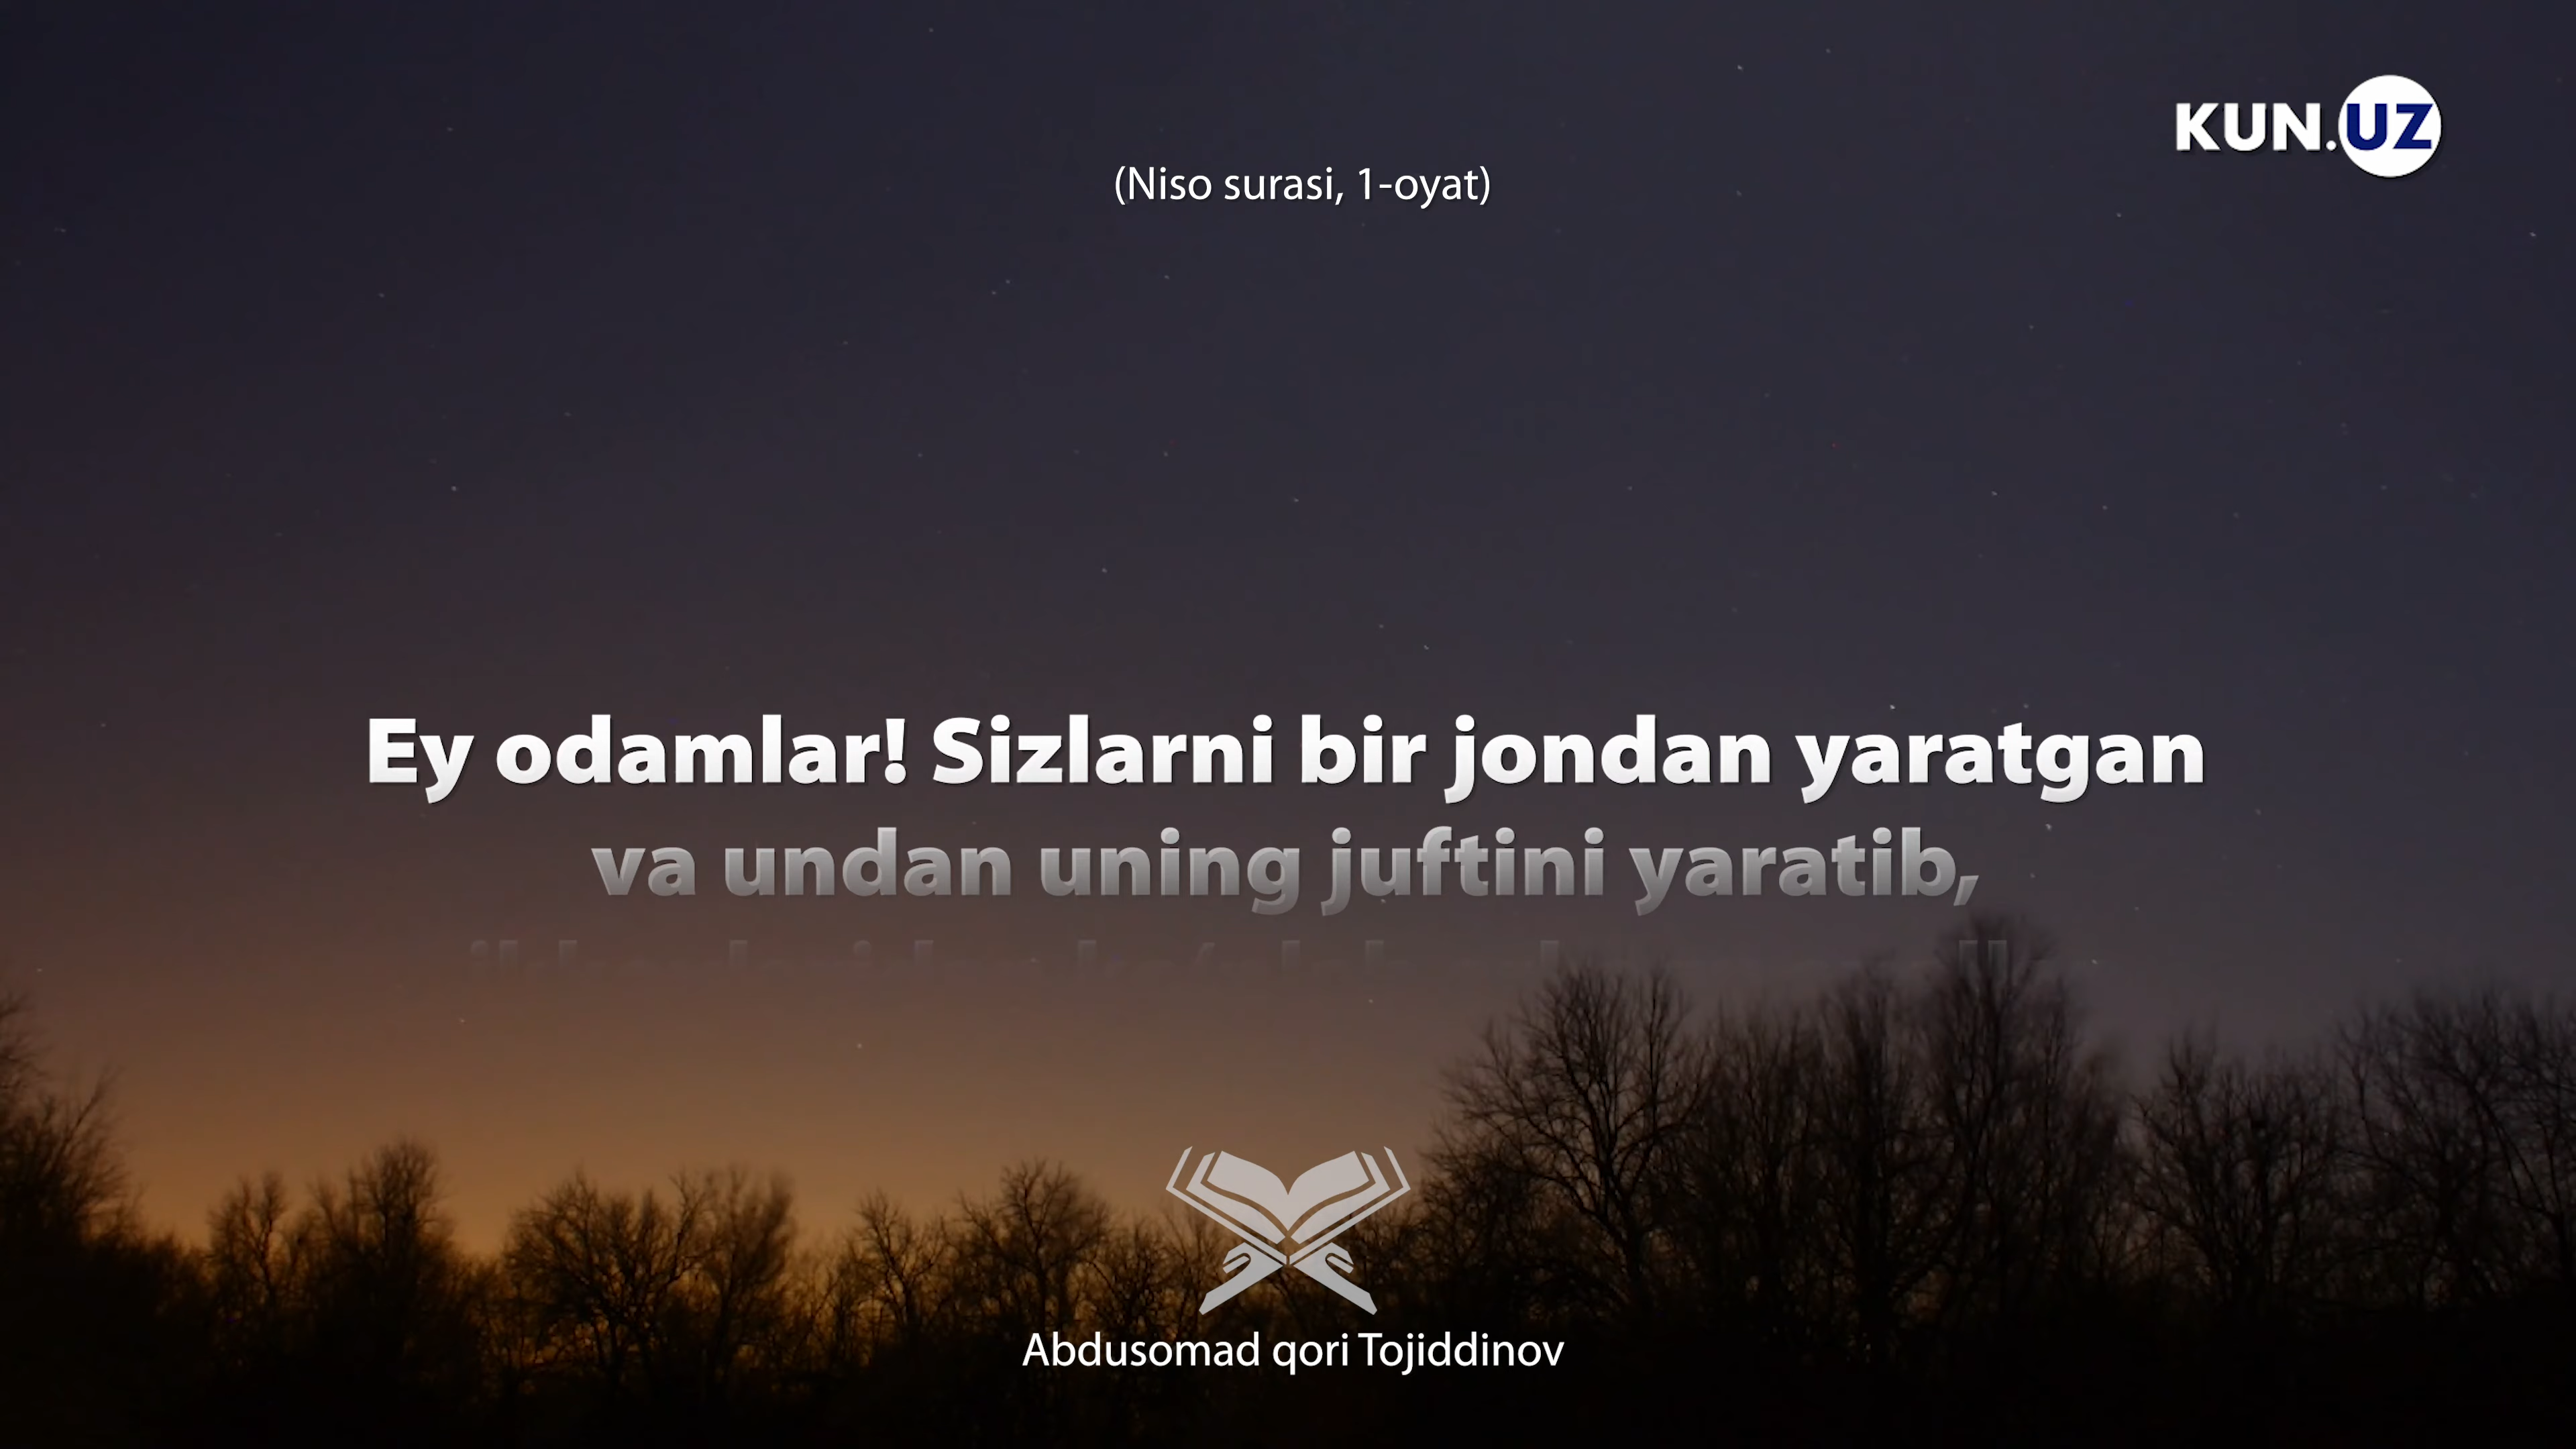 KUN.UZ
(Niso surasi, 1-oyat)
Ey odamlar! Sizlarni bir jondan yaratgan
va undan uning juftini yaratib,
Abdusomad qori Tojiddinov